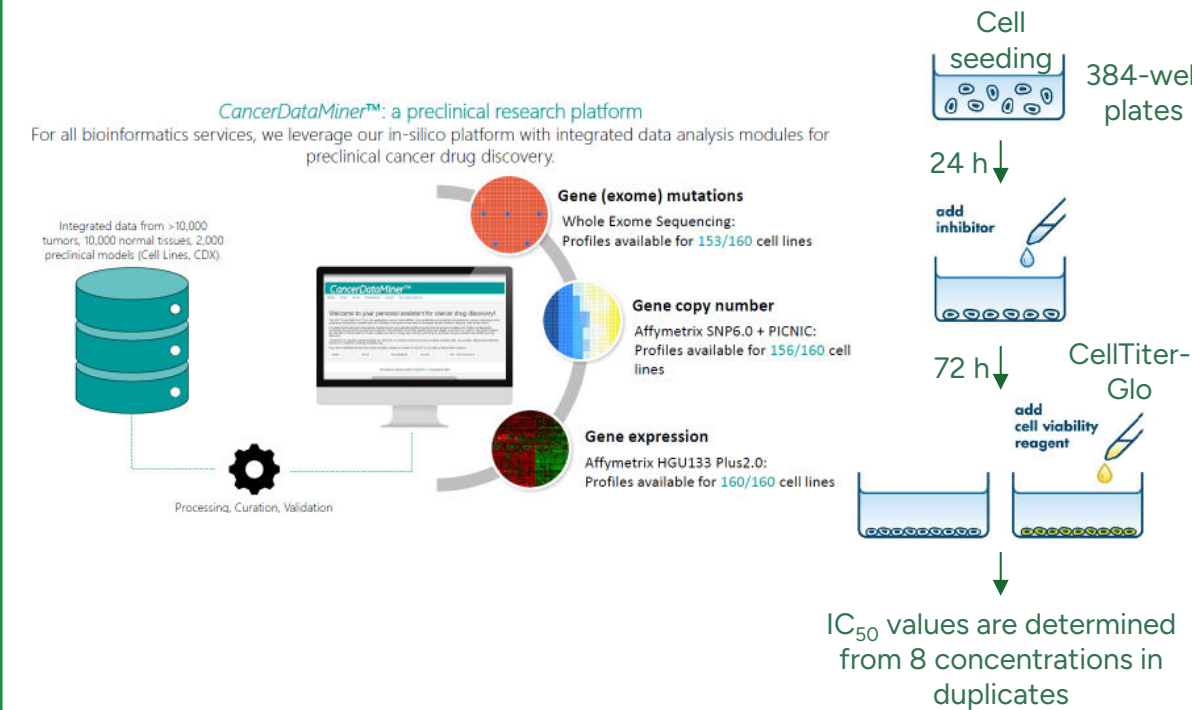 CancerDataMiner™: a preclinical research platform
For all bioinformatics services, we leverage our in-silico platform with integrated data analysis modules for
preclinical cancer drug discovery.
Integrated data from >10,000
tumors, 10,000 normal tissues, 2,000
preclinical models (Cell Lines, CDX).
CancerDataMiner™
Welcome to your personal assistant for cancer drug discovery!
Processing, Curation, Validation
Gene (exome) mutations
Whole Exome Sequencing:
Profiles available for 153/160 cell lines
Gene copy number
Affymetrix SNP6.0 + PICNIC:
Profiles available for 156/160 cell
lines
Gene expression
Affymetrix HGU133 Plus2.0:
Profiles available for 160/160 cell lines
Cell
seeding
384-wel
plates
24 h
add
inhibitor
72 h
CellTiter-
Glo
add
cell viability
reagent
IC50 values are determined
from 8 concentrations in
duplicates